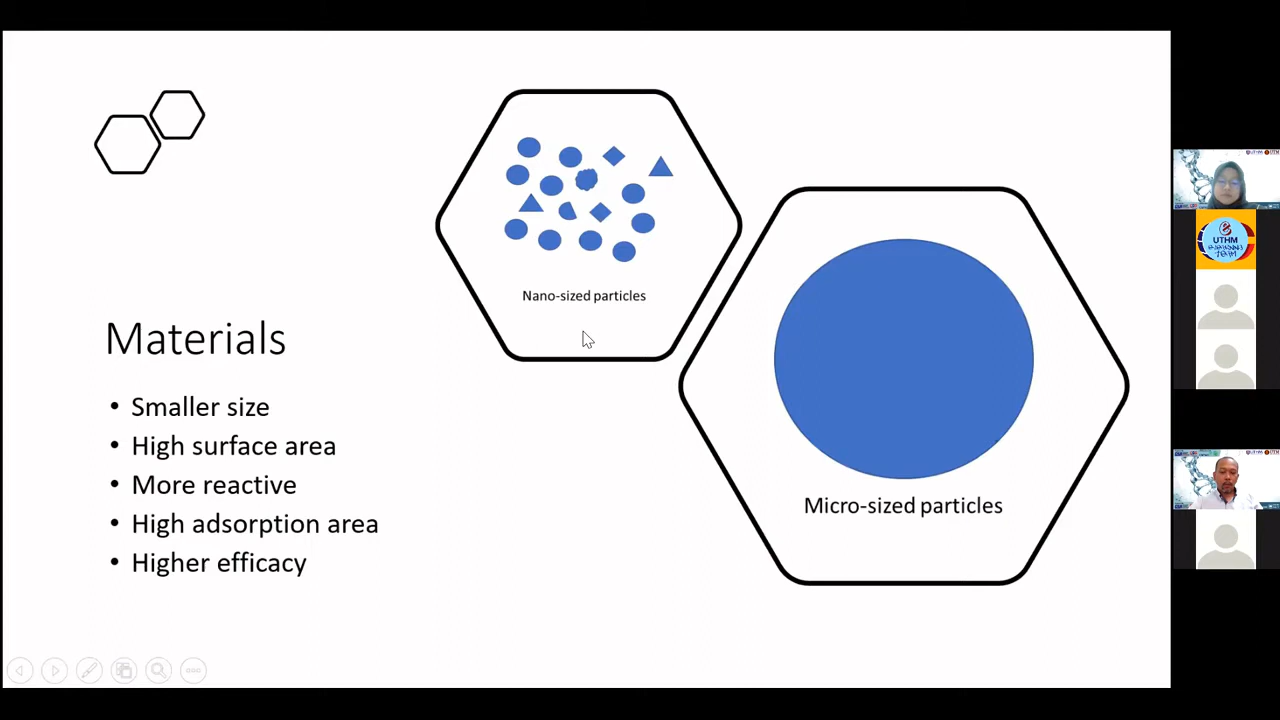 Nano-sized particles
Materials
• Smaller size
• High surface area
• More reactive
• High adsorption area
• Higher efficacy
Micro-sized particles
UTHM